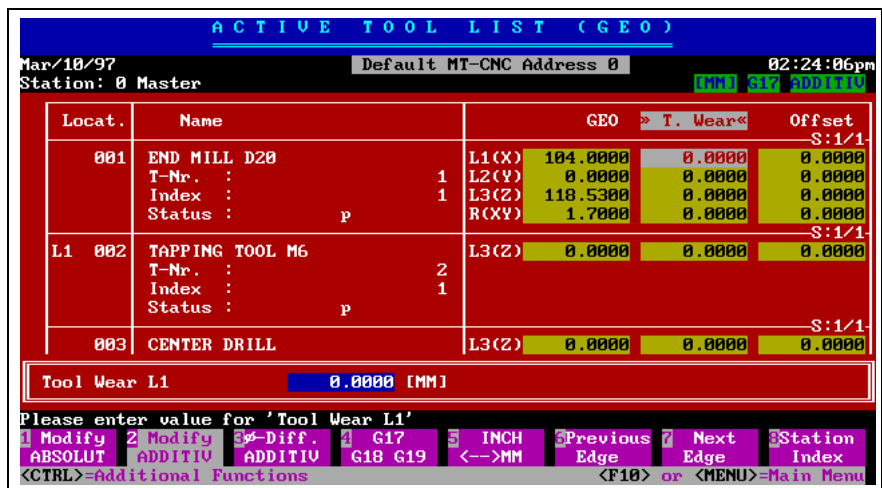 ACTIVE TOOL LIST (GEO)
Mar/10/97 Default MT-CNC Address 0 02:24:06pm
Station: 0 Master [MM] G17 ADDITIV
Locat. Name GEO » T. Wear« Offset
S:1/1
001 END MILL D20 L1(X) 104.0000 0.0000 0.0000
T-Nr. : 1 L2(Y) 0.0000 0.0000 0.0000
Index : 1 L3(Z) 118.5300 0.0000 0.0000
Status : p R(XY) 1.7000 0.0000 0.0000
S:1/1
L1 002 TAPPING TOOL M6 L3(Z) 0.0000 0.0000 0.0000
T-Nr. : 2
Index : 1
Status : p
S:1/1
003 CENTER DRILL L3(Z) 0.0000 0.0000 0.0000
Tool Wear L1 0.0000 [MM]
Please enter value for 'Tool Wear L1'
1 Modify 2 Modify 3 ø-Diff. 4 G17 5 INCH 6 Previous 7 Next 8 Station
ABSOLUT ADDITIV ADDITIV G18 G19 <-->MM Edge Edge Index
<CTRL>=Additional Functions <F10> or <MENU>=Main Menu